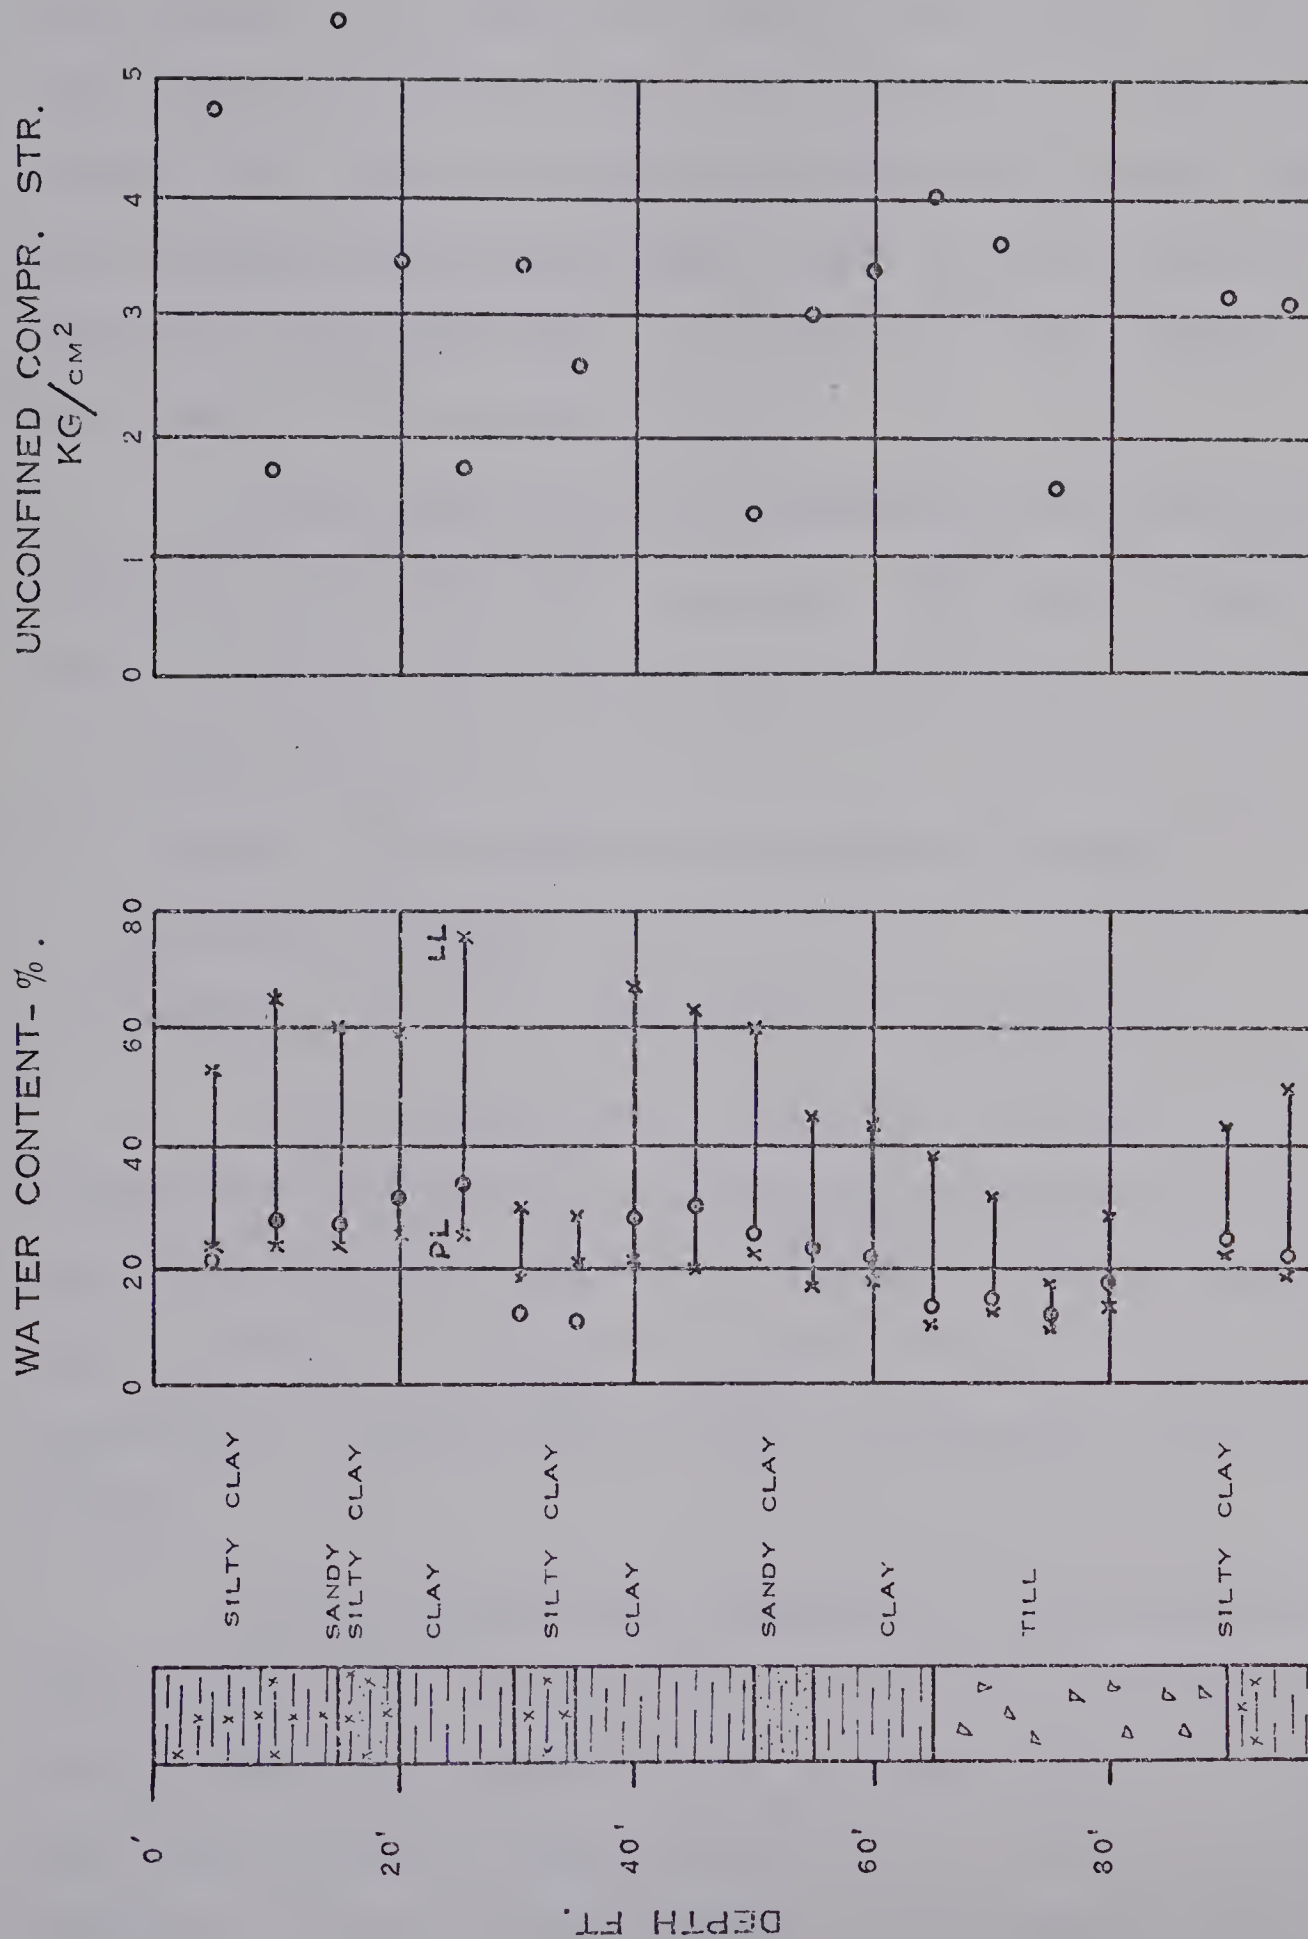 UNCONFINED COMPR. STR.
KG/CM²
0 1 2 3 4 5
WATER CONTENT-%.
0 20 40 60 80
PL LL
SILTY CLAY
SANDY
SILTY CLAY
CLAY
SILTY CLAY
CLAY
SANDY CLAY
CLAY
TILL
SILTY CLAY
0'
20'
40'
60'
80'
DEPTH FT.